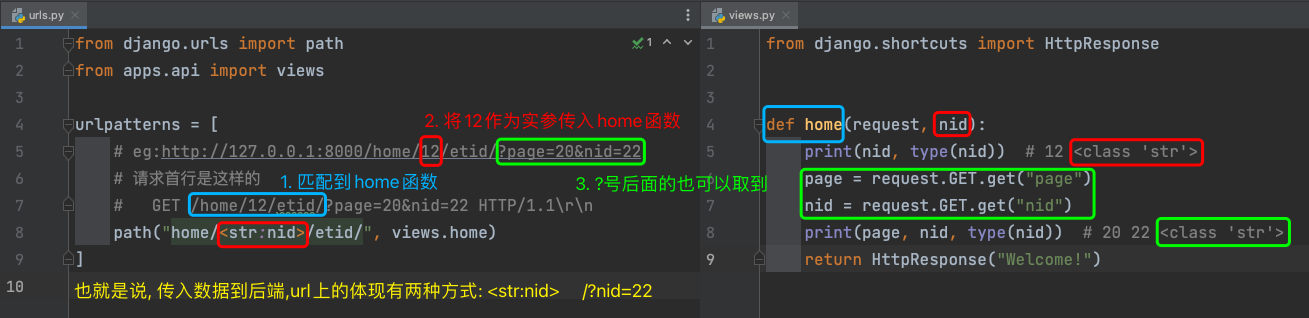 urls.py
1 from django.urls import path
2 from apps.api import views
3
4 urlpatterns = [
5 # eg:http://127.0.0.1:8000/home/12/etid/?page=20&nid=22
6 # 请求首行是这样的
7 # GET /home/12/etid/?page=20&nid=22 HTTP/1.1\r\n
8 path("home/<str:nid>/etid/", views.home)
9 ]
10
1
2. 将12作为实参传入home函数
1. 匹配到home函数
3. ?号后面的也可以取到
也就是说, 传入数据到后端,url上的体现有两种方式: <str:nid> /?nid=22
views.py
1 from django.shortcuts import HttpResponse
2
3
4 def home(request, nid):
5 print(nid, type(nid)) # 12 <class 'str'>
6 page = request.GET.get("page")
7 nid = request.GET.get("nid")
8 print(page, nid, type(nid)) # 20 22 <class 'str'>
9 return HttpResponse("Welcome!")